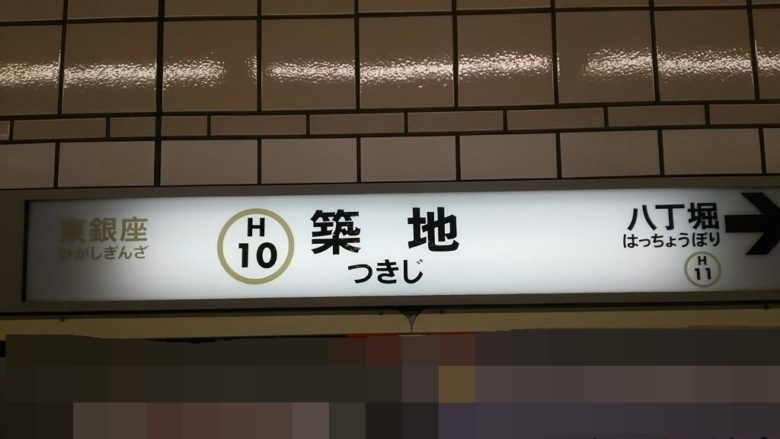 東銀座
ひがしぎんざ
H
10
築地
つきじ
八丁堀
はっちょうぼり
H
11